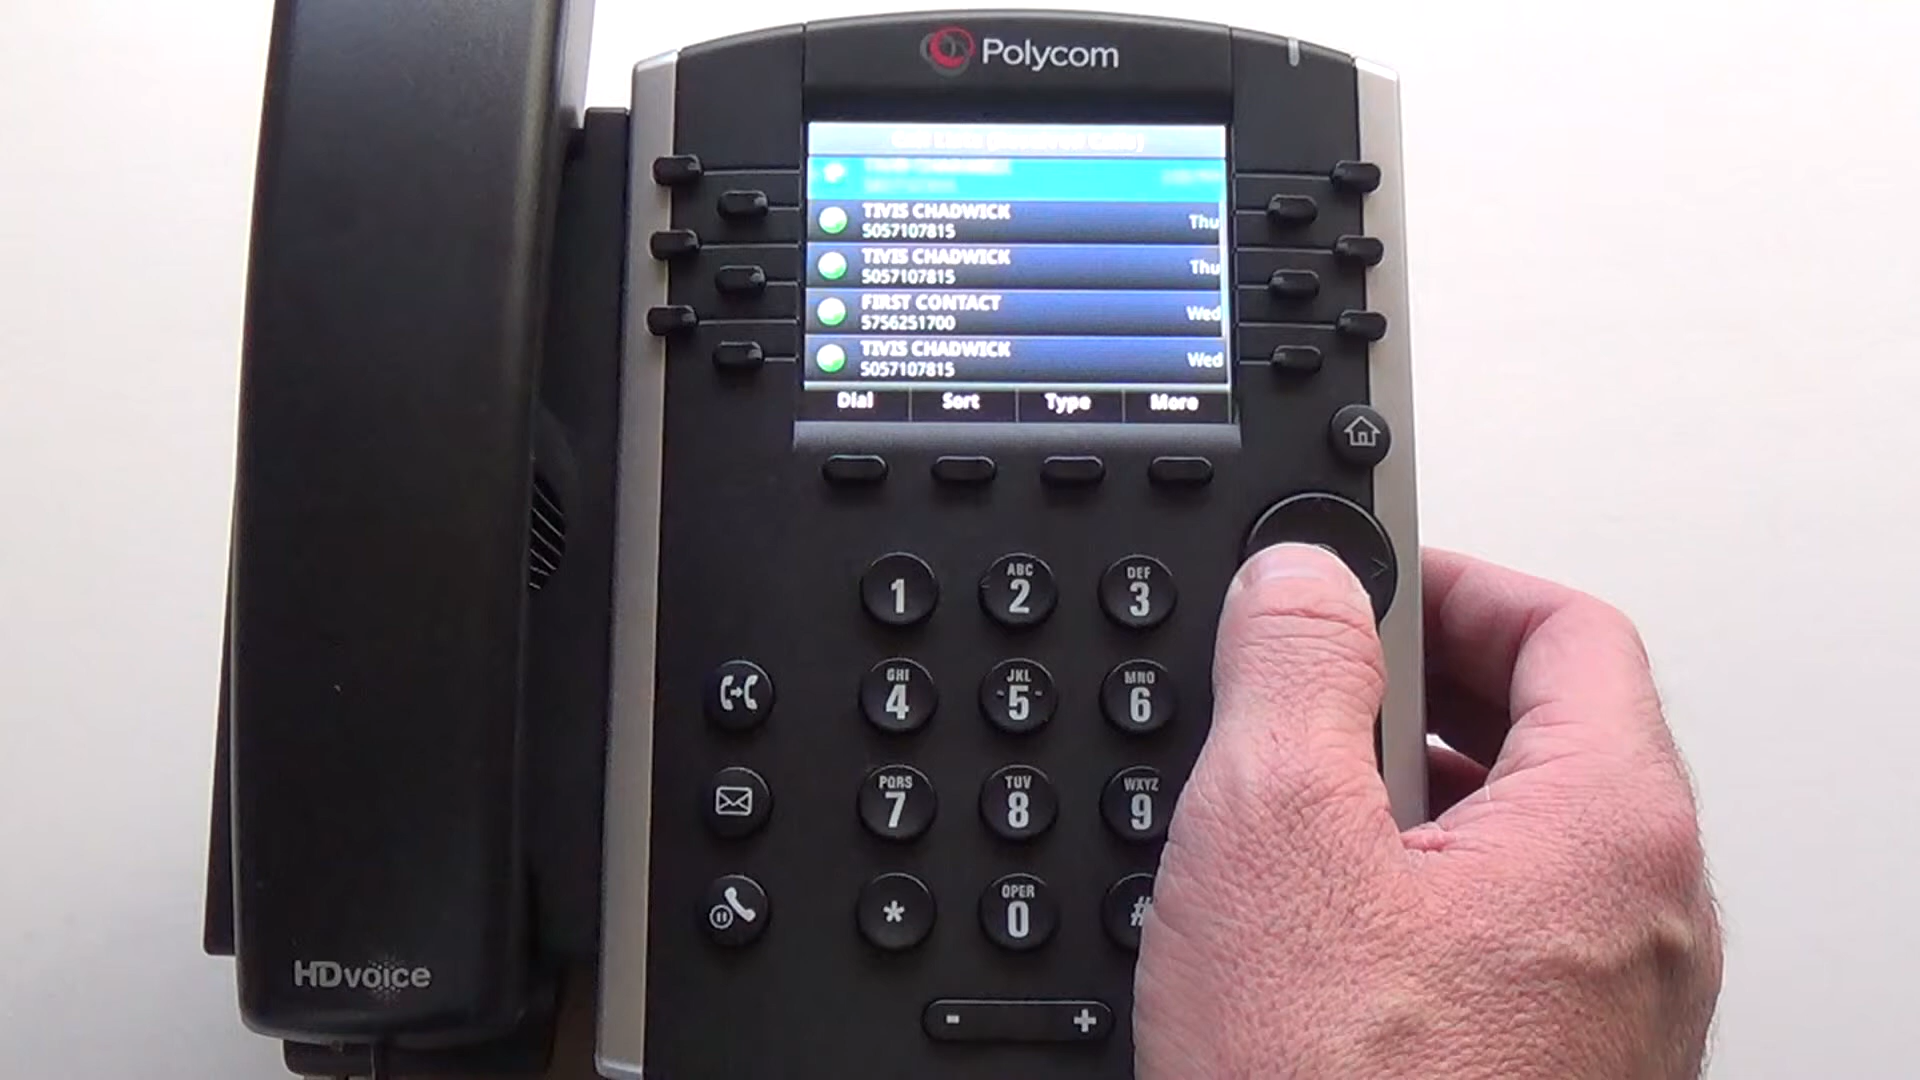 Polycom
TIVIS CHADWICK
Thu
5057107815
TIVIS CHADWICK
Thu
5057107815
FIRST CONTACT
Wed
5756251700
TIVIS CHADWICK
Wed
5057107815
Dial Sort Type More
1 ABC 2 DEF 3
GHI 4 JKL 5 MNO 6
PQRS 7 TUV 8 WXYZ 9
* OPER 0 #
HDvoice
- +